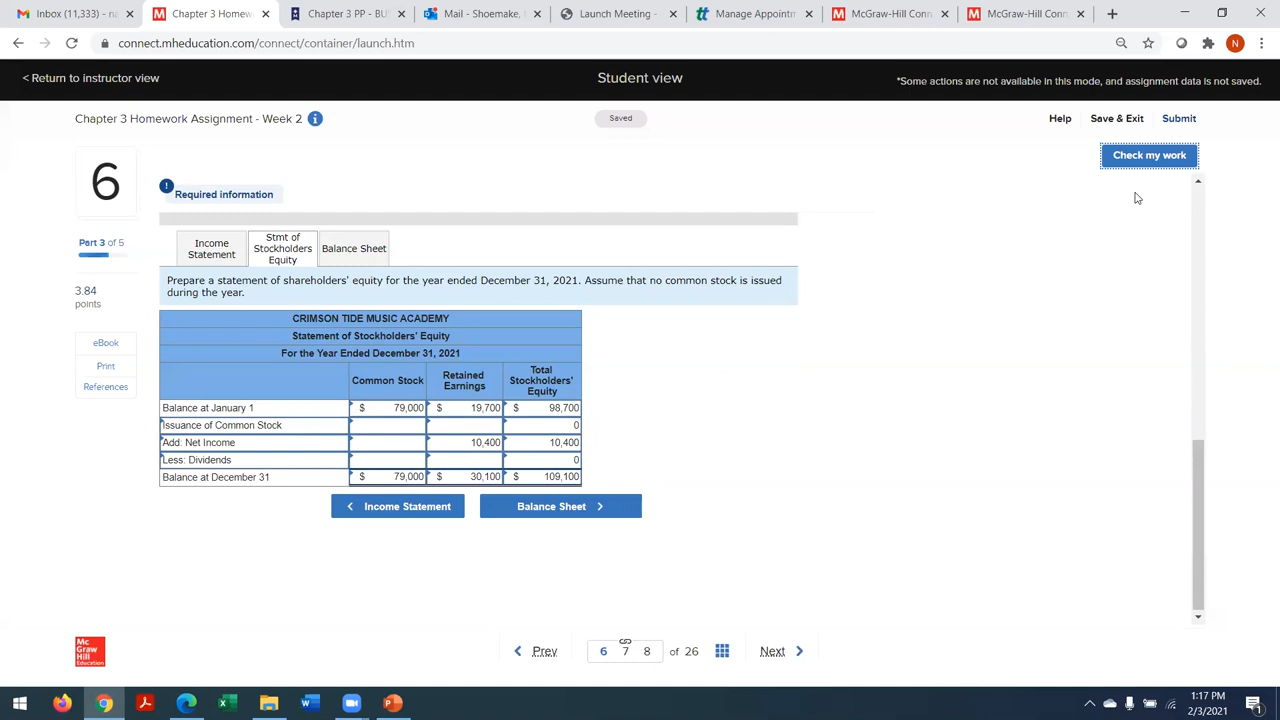 Inbox (11,333) - na
Chapter 3 Homew
Chapter 3 PP - BU
Mail - Shoemake,
Launch Meeting -
Manage Appointm
McGraw-Hill Conn
McGraw-Hill Conn
connect.mheducation.com/connect/container/launch.htm
N
< Return to instructor view
Student view
*Some actions are not available in this mode, and assignment data is not saved.
Chapter 3 Homework Assignment - Week 2 i
Saved
Help
Save & Exit
Submit
Check my work
6
Part 3 of 5
3.84
points
eBook
Print
References
! Required information
Income Statement
Stmt of Stockholders Equity
Balance Sheet
Prepare a statement of shareholders' equity for the year ended December 31, 2021. Assume that no common stock is issued
during the year.
CRIMSON TIDE MUSIC ACADEMY
Statement of Stockholders' Equity
For the Year Ended December 31, 2021
Common Stock
Retained Earnings
Total Stockholders' Equity
Balance at January 1 $ 79,000 $ 19,700 $ 98,700
Issuance of Common Stock 0
Add: Net Income 10,400 10,400
Less: Dividends 0
Balance at December 31 $ 79,000 $ 30,100 $ 109,100
< Income Statement
Balance Sheet >
Mc
Graw
Hill
Education
< Prev
6 7 8 of 26
Next >
1:17 PM
2/3/2021
1